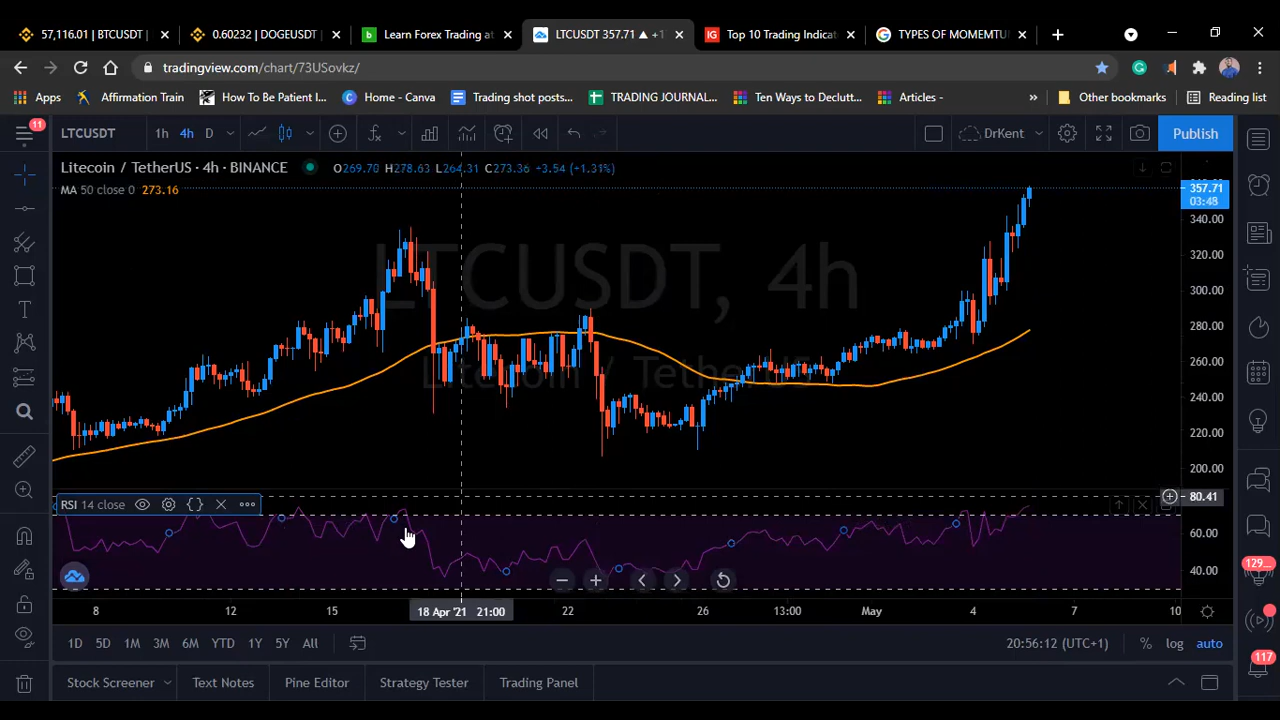 57,116.01 | BTCUSDT |
0.60232 | DOGEUSDT |
Learn Forex Trading at
LTCUSDT 357.71 ▲ +1
Top 10 Trading Indicat
TYPES OF MOMEMTU
tradingview.com/chart/73USovkz/
Apps
Affirmation Train
How To Be Patient I...
Home - Canva
Trading shot posts...
TRADING JOURNAL...
Ten Ways to Declutt...
Articles -
»
Other bookmarks
Reading list
11
LTCUSDT
1h
4h
D
DrKent
Publish
Litecoin / TetherUS · 4h · BINANCE
O269.70 H278.63 L264.31 C273.36 +3.54 (+1.31%)
MA 50 close 0 273.16
LTCUSDT, 4h
Litecoin / TetherUS
357.71
03:48
340.00
320.00
300.00
280.00
260.00
240.00
220.00
200.00
RSI 14 close
80.41
60.00
40.00
8
12
15
18 Apr '21 21:00
22
26
13:00
May
4
7
10
1D
5D
1M
3M
6M
YTD
1Y
5Y
All
20:56:12 (UTC+1)
%
log
auto
129...
117
Stock Screener
Text Notes
Pine Editor
Strategy Tester
Trading Panel